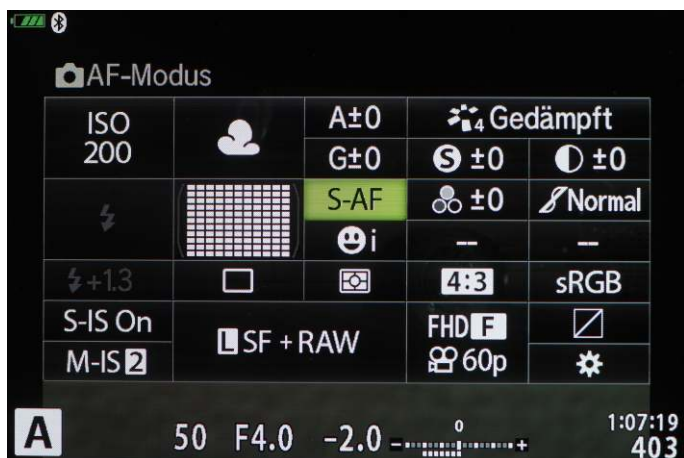 AF-Modus
ISO
200
A±0
4 Gedämpft
G±0
S ±0
±0
S-AF
±0
Normal
i
--
--
+1.3
4:3
sRGB
S-IS On
L SF + RAW
FHD F
M-IS 2
60p
A
50 F4.0 -2.0
- 0 +
1:07:19
403